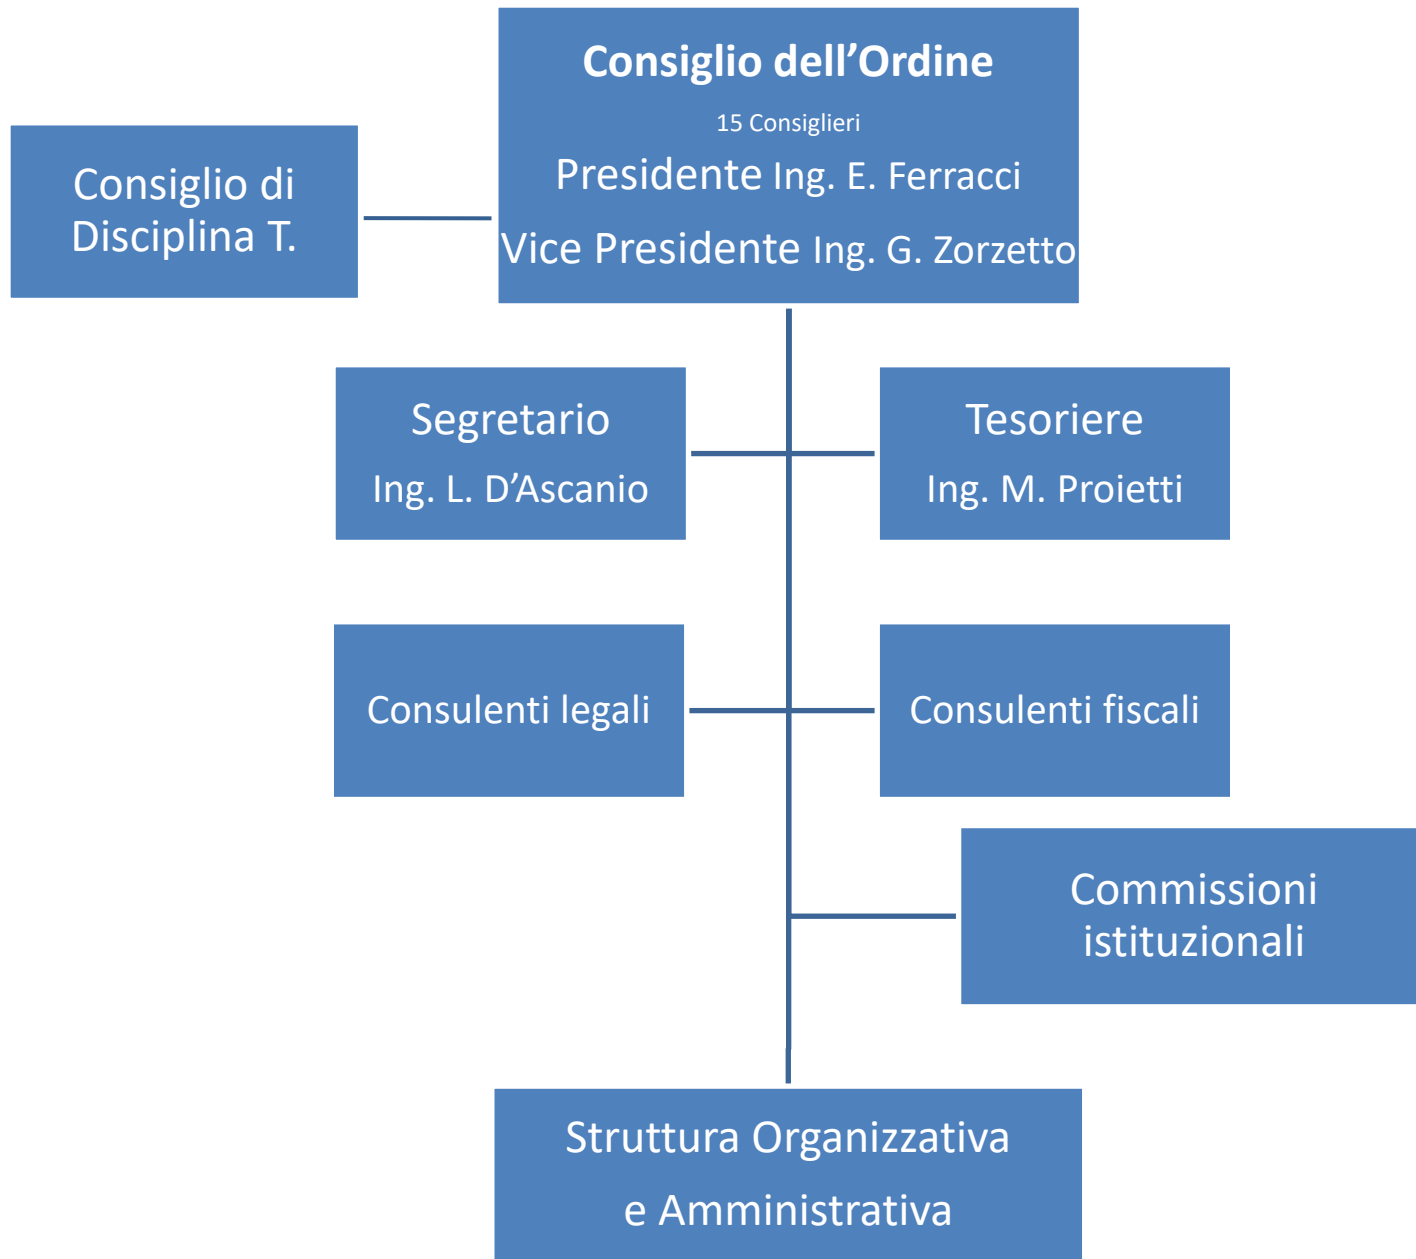 Consiglio dell’Ordine
15 Consiglieri
Presidente Ing. E. Ferracci
Vice Presidente Ing. G. Zorzetto
Consiglio di
Disciplina T.
Segretario
Ing. L. D’Ascanio
Tesoriere
Ing. M. Proietti
Consulenti legali
Consulenti fiscali
Commissioni
istituzionali
Struttura Organizzativa
e Amministrativa